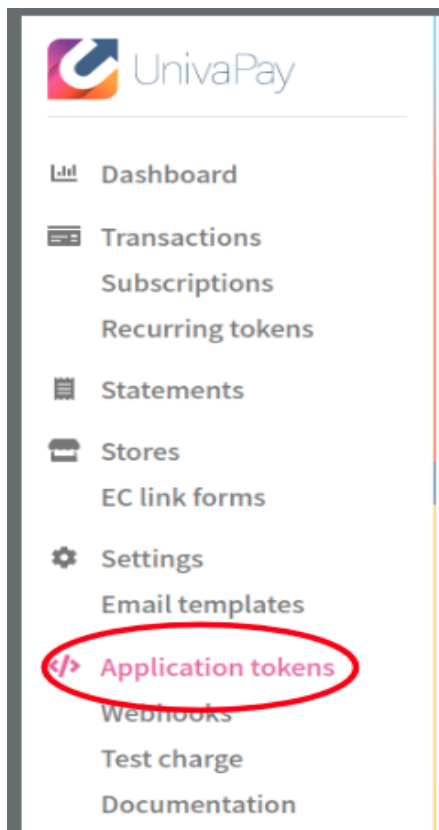 UnivaPay
Dashboard
Transactions
Subscriptions
Recurring tokens
Statements
Stores
EC link forms
Settings
Email templates
Application tokens
Webhooks
Test charge
Documentation